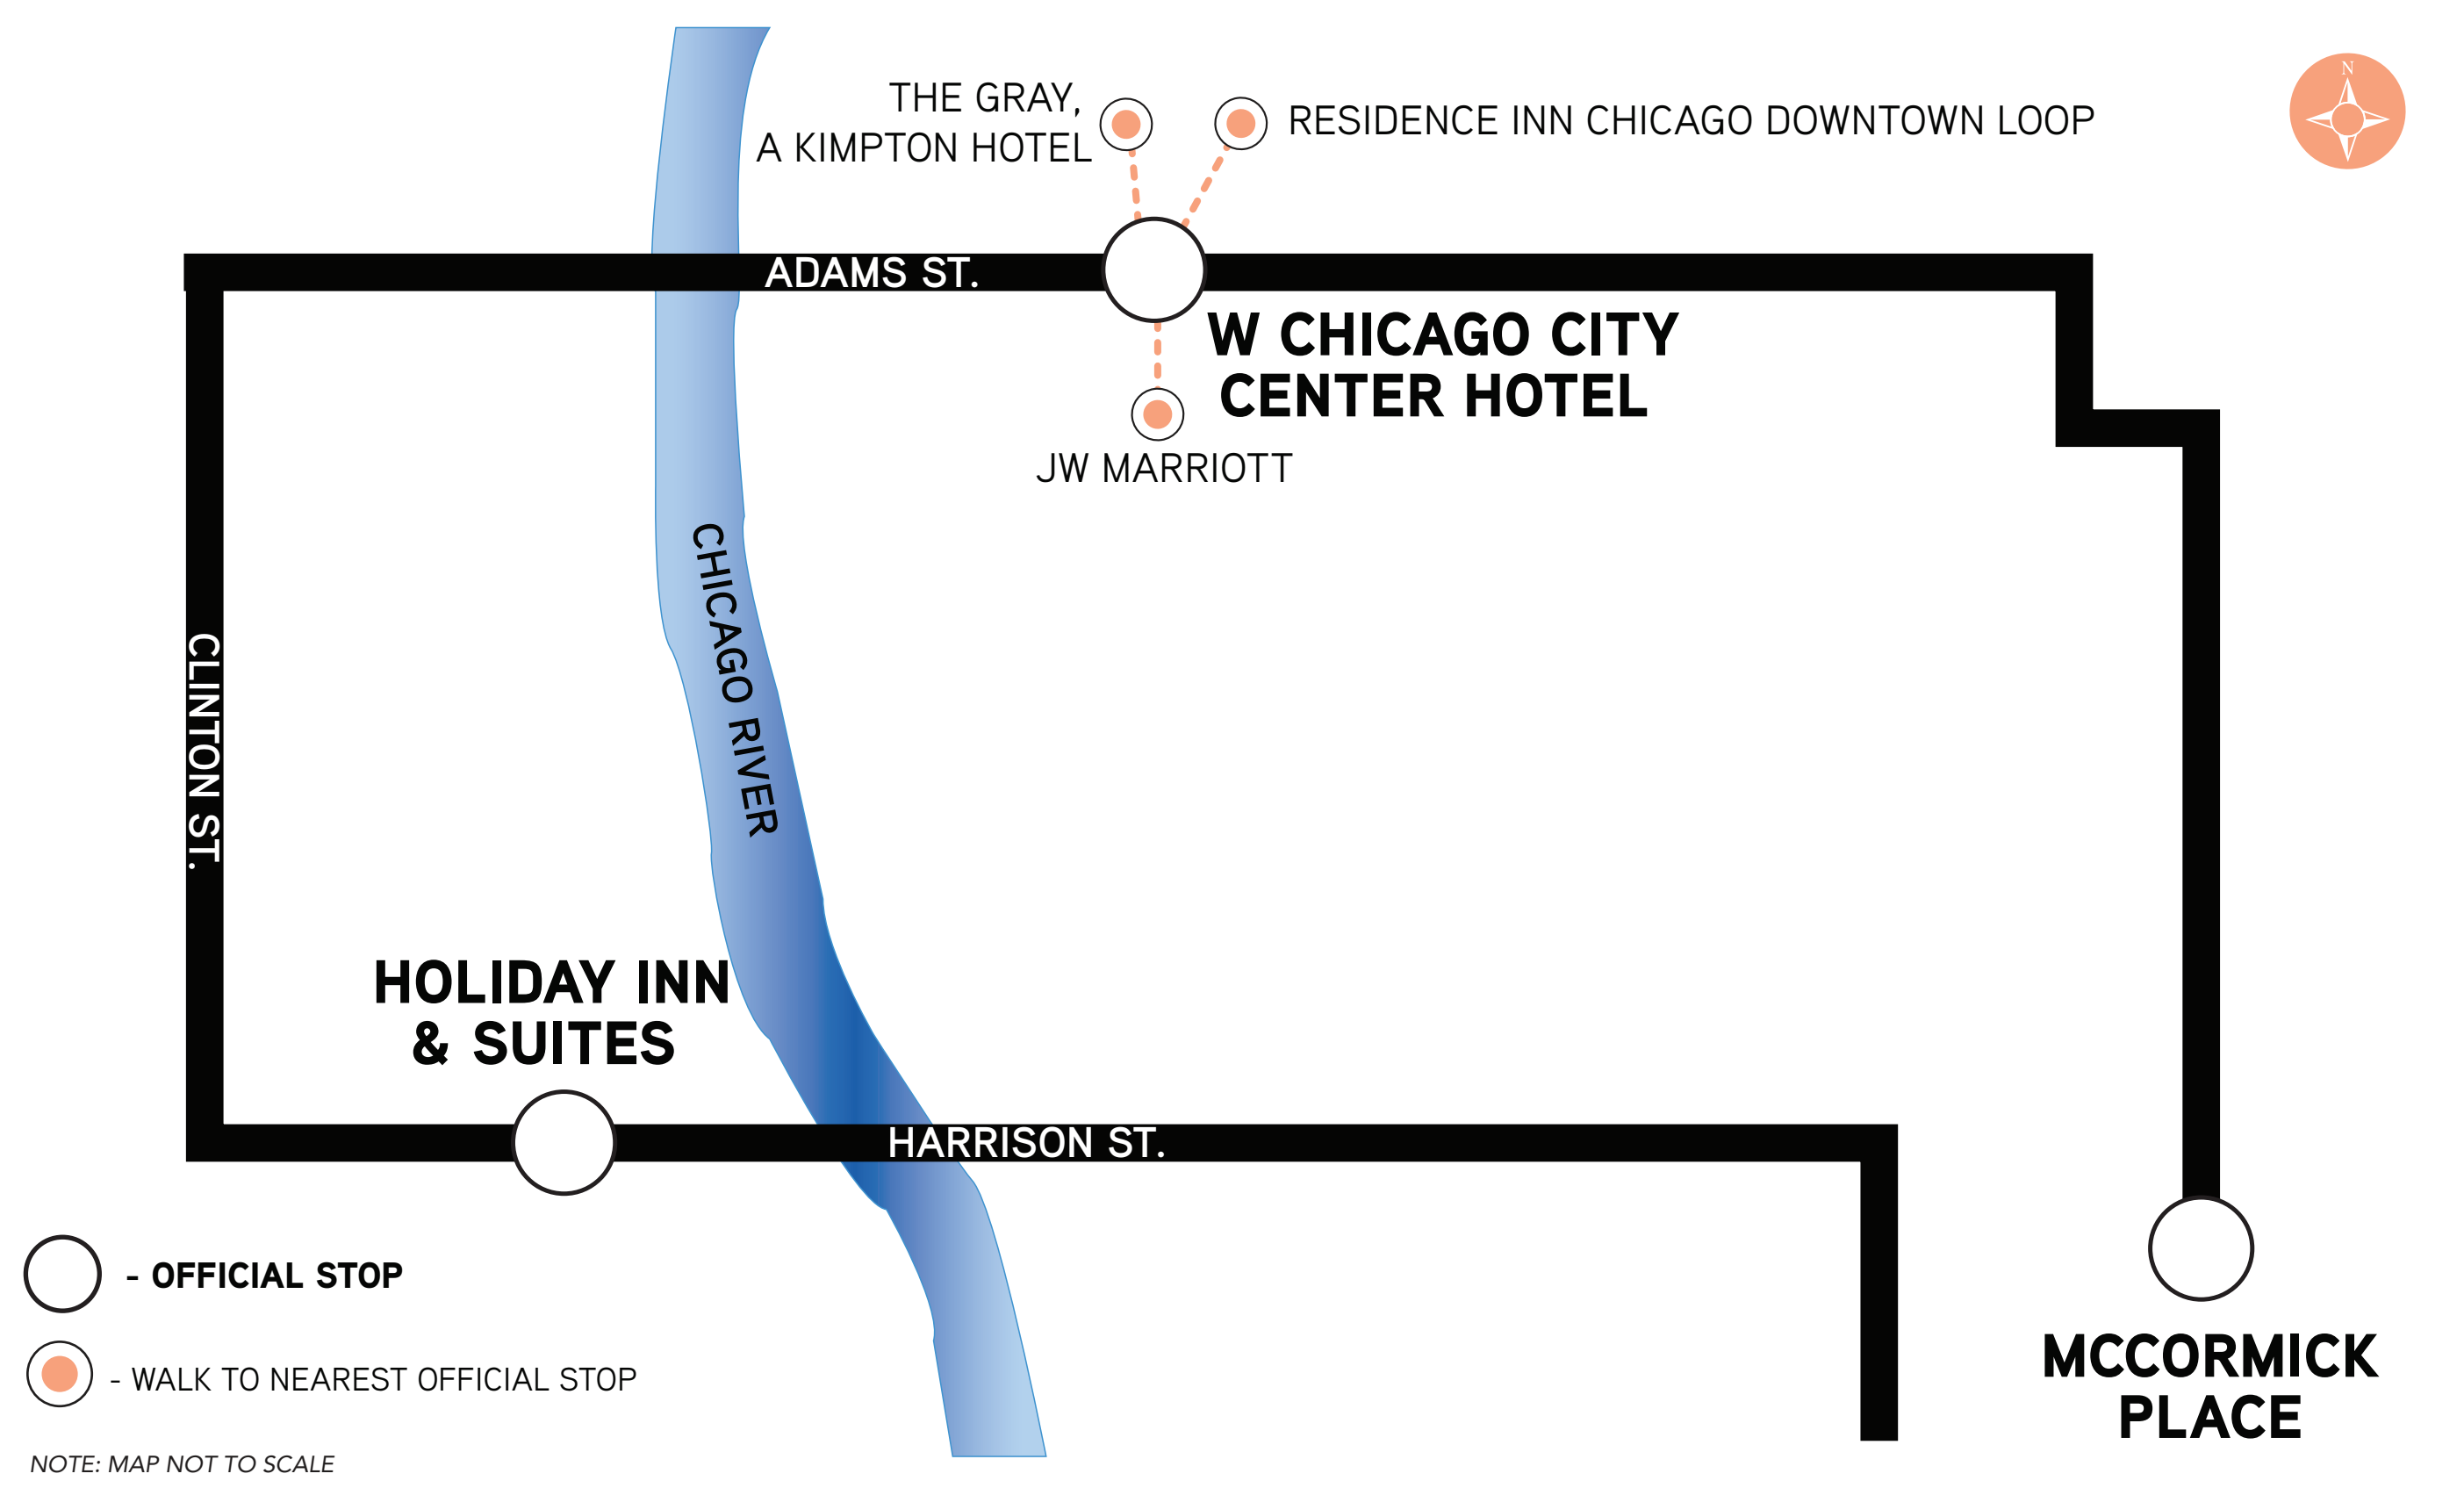 N
THE GRAY,
A KIMPTON HOTEL
RESIDENCE INN CHICAGO DOWNTOWN LOOP
ADAMS ST.
W CHICAGO CITY
CENTER HOTEL
JW MARRIOTT
CHICAGO RIVER
CLINTON ST.
HOLIDAY INN
& SUITES
HARRISON ST.
- OFFICIAL STOP
- WALK TO NEAREST OFFICIAL STOP
MCCORMICK
PLACE
NOTE: MAP NOT TO SCALE